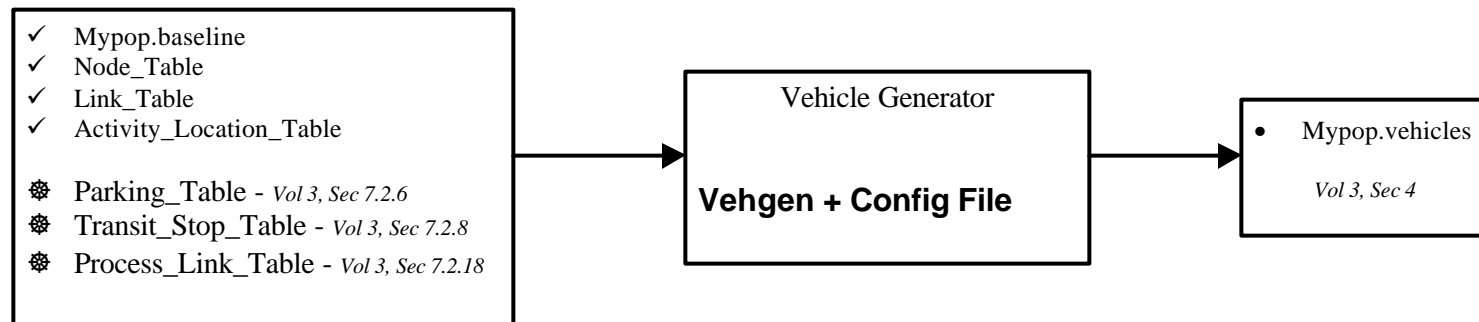 ✓ Mypop.baseline
✓ Node_Table
✓ Link_Table
✓ Activity_Location_Table
☸ Parking_Table - Vol 3, Sec 7.2.6
☸ Transit_Stop_Table - Vol 3, Sec 7.2.8
☸ Process_Link_Table - Vol 3, Sec 7.2.18
Vehicle Generator
Vehgen + Config File
• Mypop.vehicles
Vol 3, Sec 4